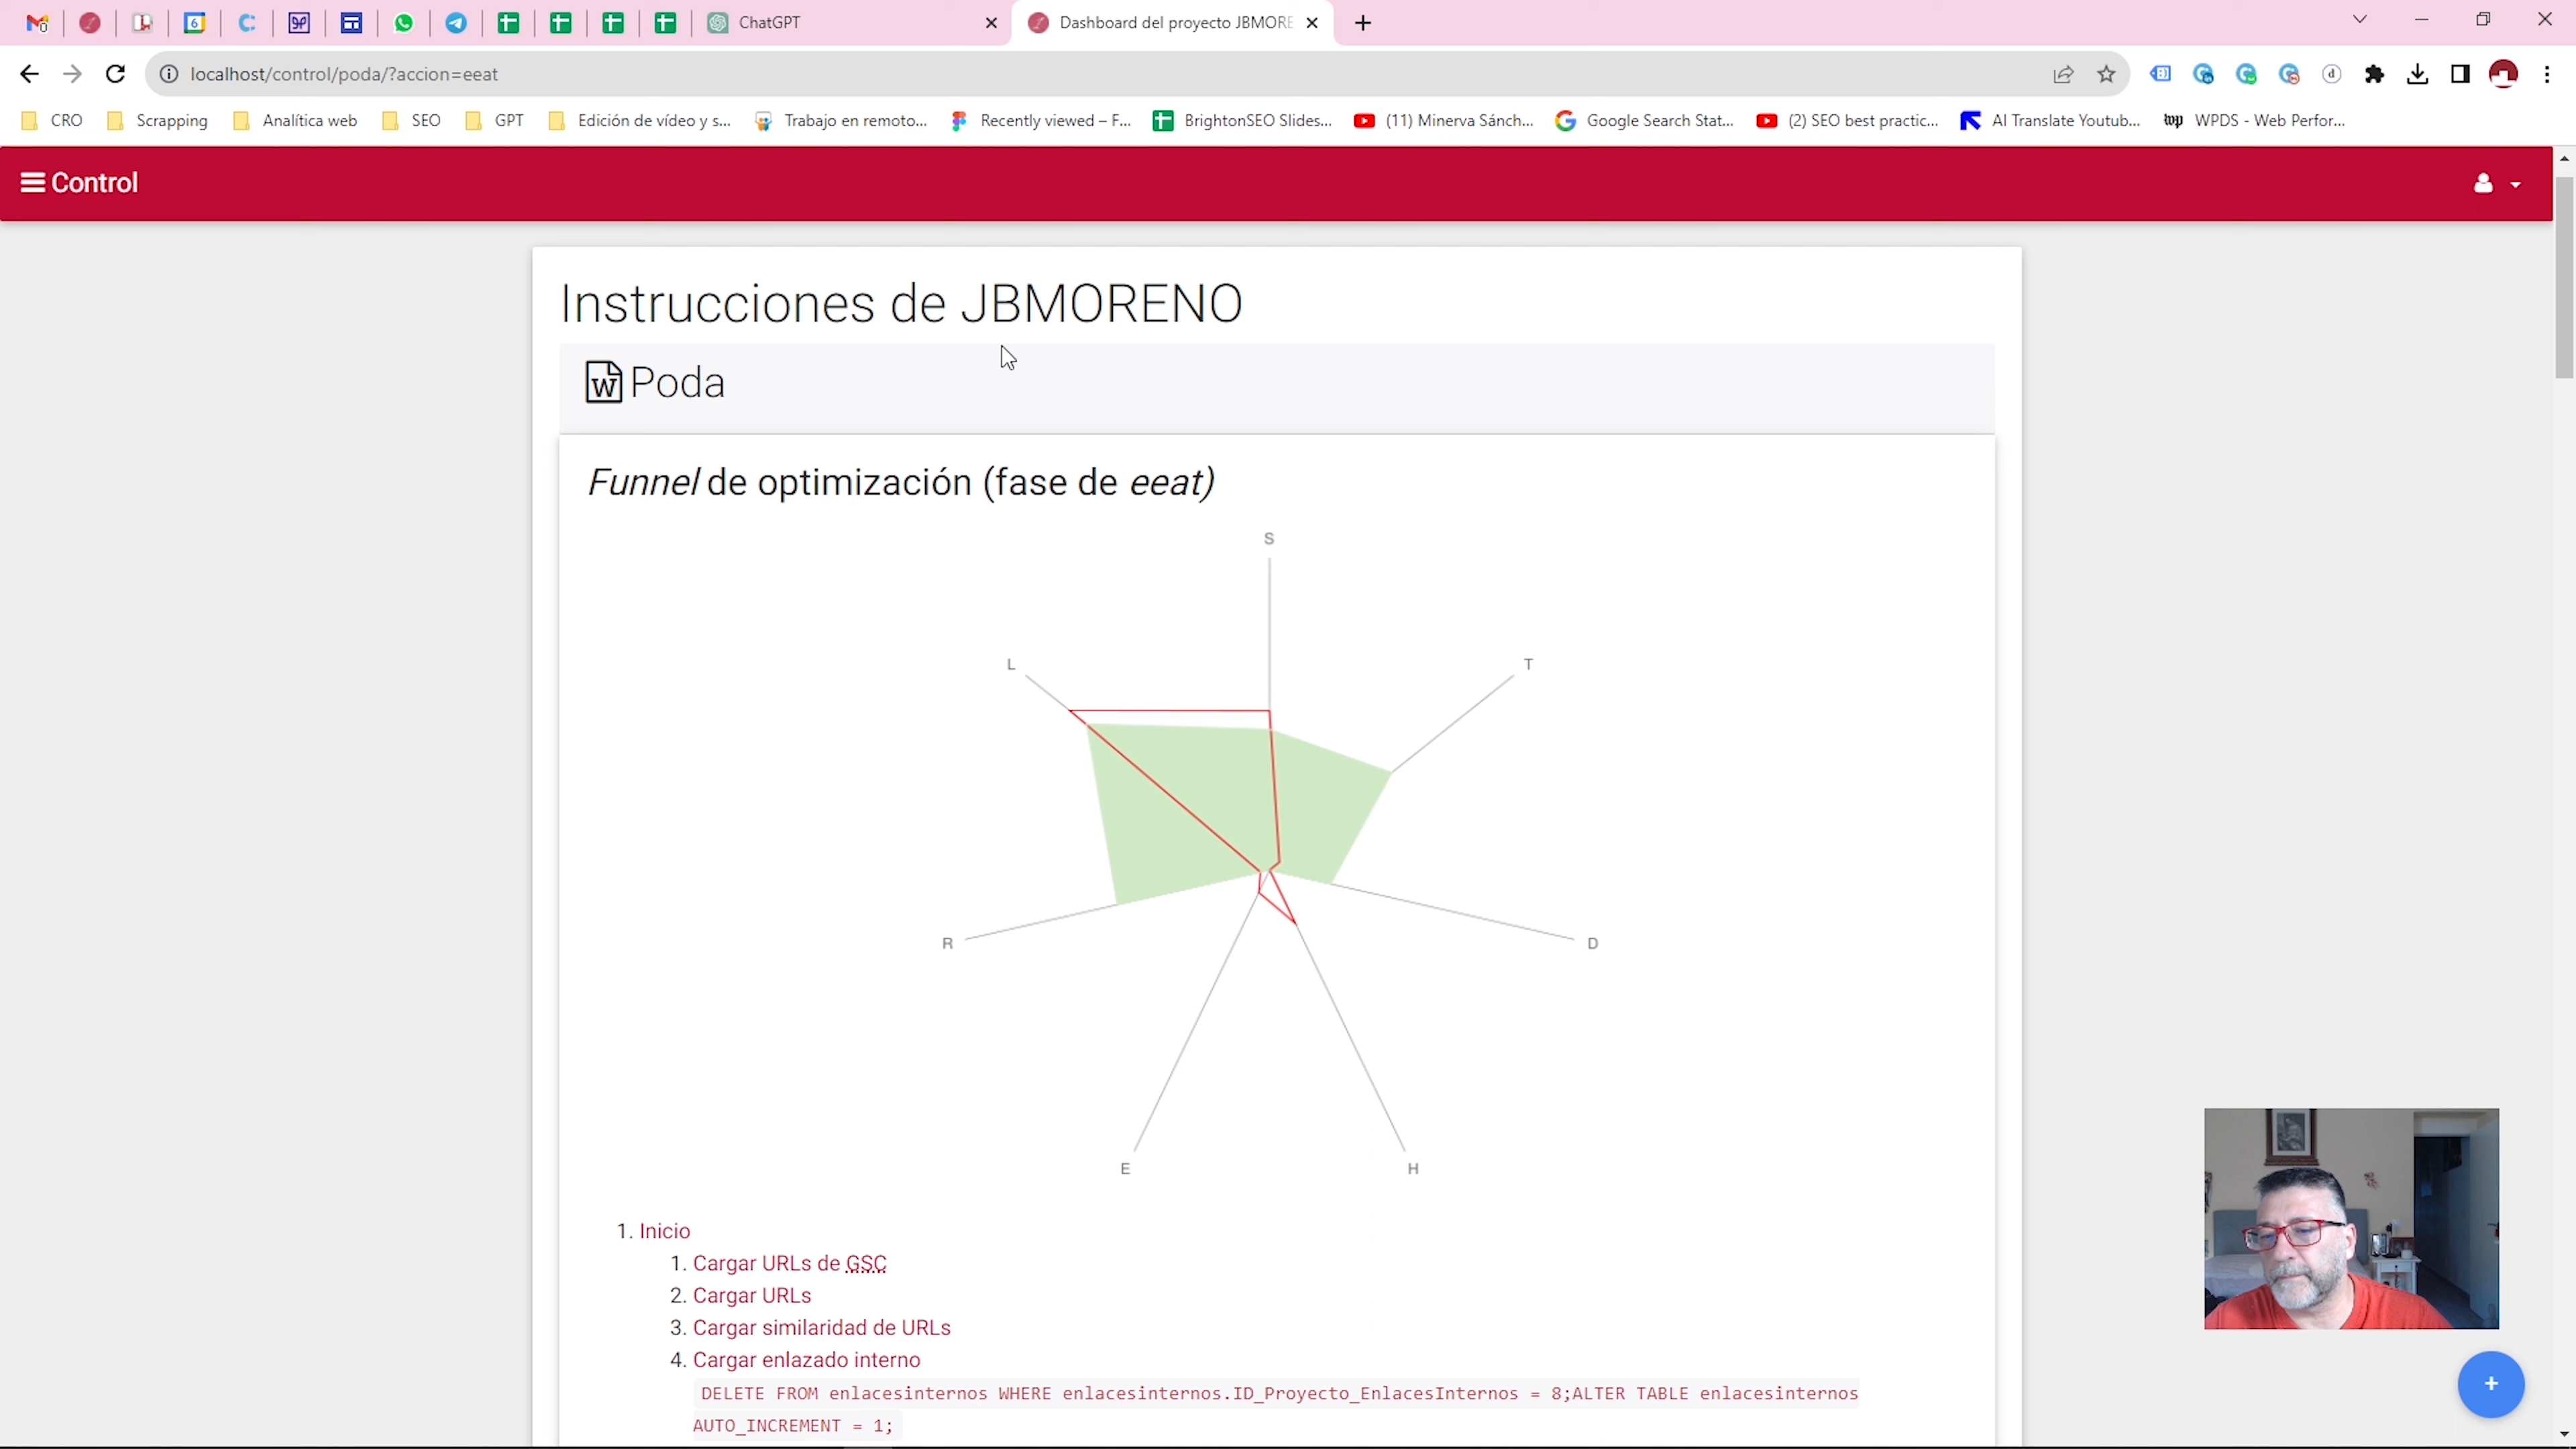 ChatGPT
Dashboard del proyecto JBMORE
localhost/control/poda/?accion=eeat
CRO Scrapping Analítica web SEO GPT Edición de vídeo y s... Trabajo en remoto... Recently viewed – F... BrightonSEO Slides... (11) Minerva Sánch... Google Search Stat... (2) SEO best practic... AI Translate Youtub... WPDS - Web Perfor...
Control
Instrucciones de JBMORENO
W Poda
Funnel de optimización (fase de eeat)
S
L
T
R
D
E
H
1. Inicio
1. Cargar URLs de GSC
2. Cargar URLs
3. Cargar similaridad de URLs
4. Cargar enlazado interno
DELETE FROM enlacesinternos WHERE enlacesinternos.ID_Proyecto_EnlacesInternos = 8;ALTER TABLE enlacesinternos
AUTO_INCREMENT = 1;
+